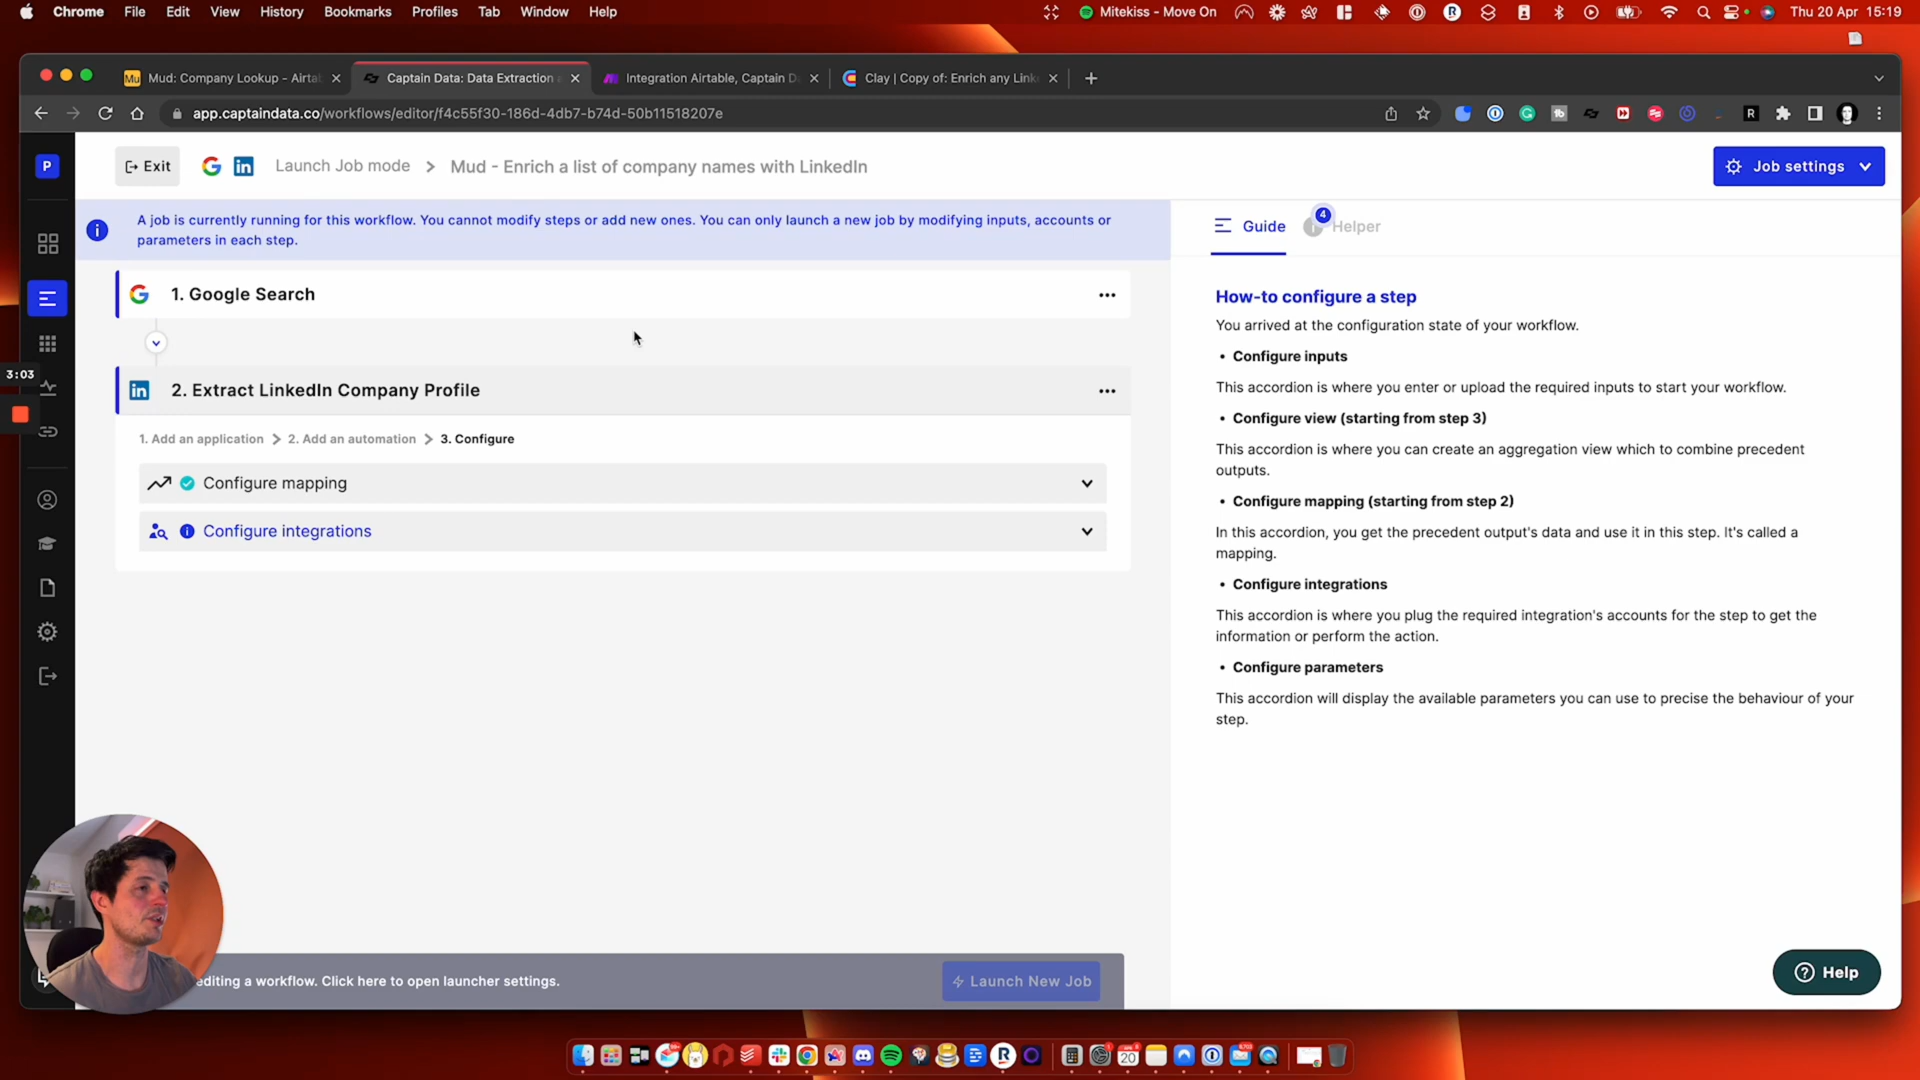 Chrome File Edit View History Bookmarks Profiles Tab Window Help
Mitekiss - Move On
Thu 20 Apr 15:19
Mud: Company Lookup - Airta
Captain Data: Data Extraction
Integration Airtable, Captain D
Clay | Copy of: Enrich any Link
app.captaindata.co/workflows/editor/f4c55f30-186d-4db7-b74d-50b11518207e
P
Exit
Launch Job mode > Mud - Enrich a list of company names with LinkedIn
Job settings
A job is currently running for this workflow. You cannot modify steps or add new ones. You can only launch a new job by modifying inputs, accounts or
parameters in each step.
1. Google Search
2. Extract LinkedIn Company Profile
1. Add an application > 2. Add an automation > 3. Configure
Configure mapping
Configure integrations
3:03
editing a workflow. Click here to open launcher settings.
Launch New Job
Guide
4
Helper
How-to configure a step
You arrived at the configuration state of your workflow.
• Configure inputs
This accordion is where you enter or upload the required inputs to start your workflow.
• Configure view (starting from step 3)
This accordion is where you can create an aggregation view which to combine precedent
outputs.
• Configure mapping (starting from step 2)
In this accordion, you get the precedent output's data and use it in this step. It's called a
mapping.
• Configure integrations
This accordion is where you plug the required integration's accounts for the step to get the
information or perform the action.
• Configure parameters
This accordion will display the available parameters you can use to precise the behaviour of your
step.
Help